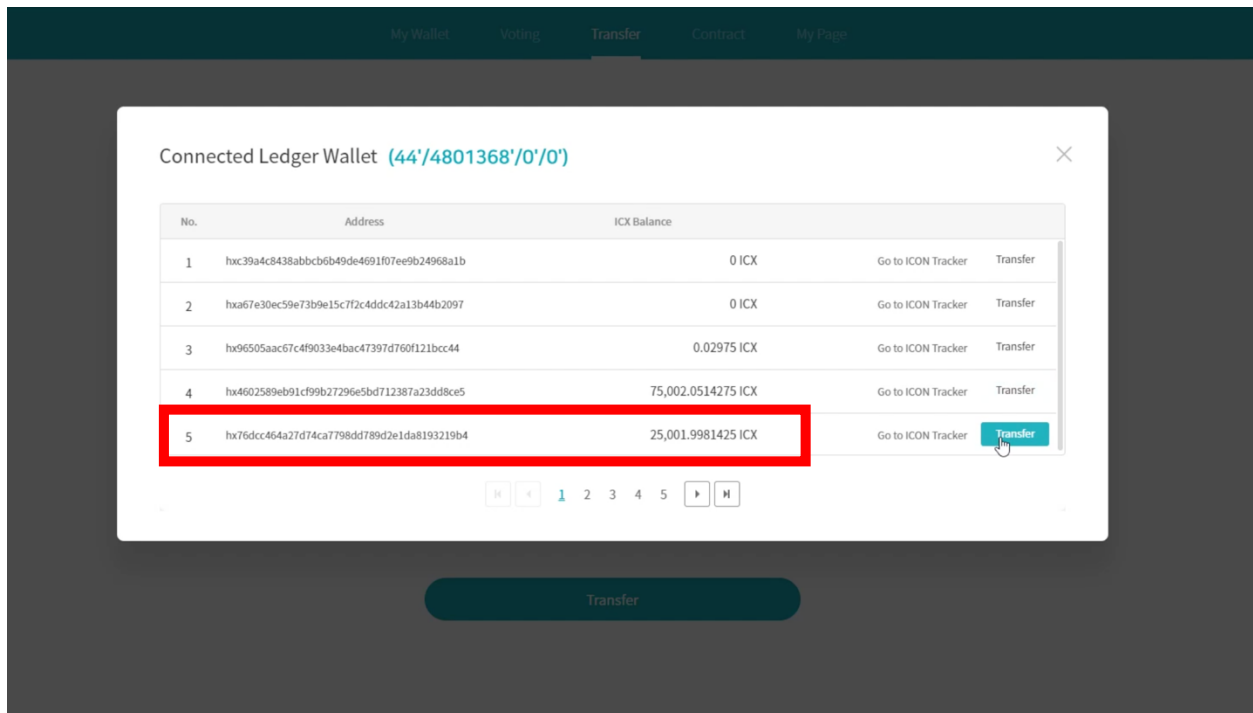 My Wallet Voting Transfer Contract My Page
Connected Ledger Wallet (44'/4801368'/0'/0')
No. Address ICX Balance
1 hxc39a4c8438abbcb6b49de4691f07ee9b24968a1b 0 ICX Go to ICON Tracker Transfer
2 hxa67e30ec59e73b9e15c7f2c4ddc42a13b44b2097 0 ICX Go to ICON Tracker Transfer
3 hx96505aac67c4f9033e4bac47397d760f121bcc44 0.02975 ICX Go to ICON Tracker Transfer
4 hx4602589eb91cf99b27296e5bd712387a23dd8ce5 75,002.0514275 ICX Go to ICON Tracker Transfer
5 hx76dcc464a27d74ca7798dd789d2e1da8193219b4 25,001.9981425 ICX Go to ICON Tracker Transfer
1 2 3 4 5
Transfer